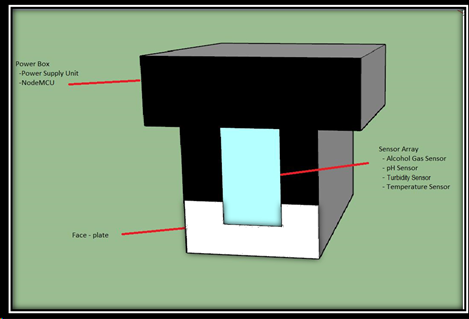 Power Box
-Power Supply Unit
-NodeMCU
Sensor Array
- Alcohol Gas Sensor
- pH Sensor
- Turbidity Sensor
- Temperature Sensor
Face - plate